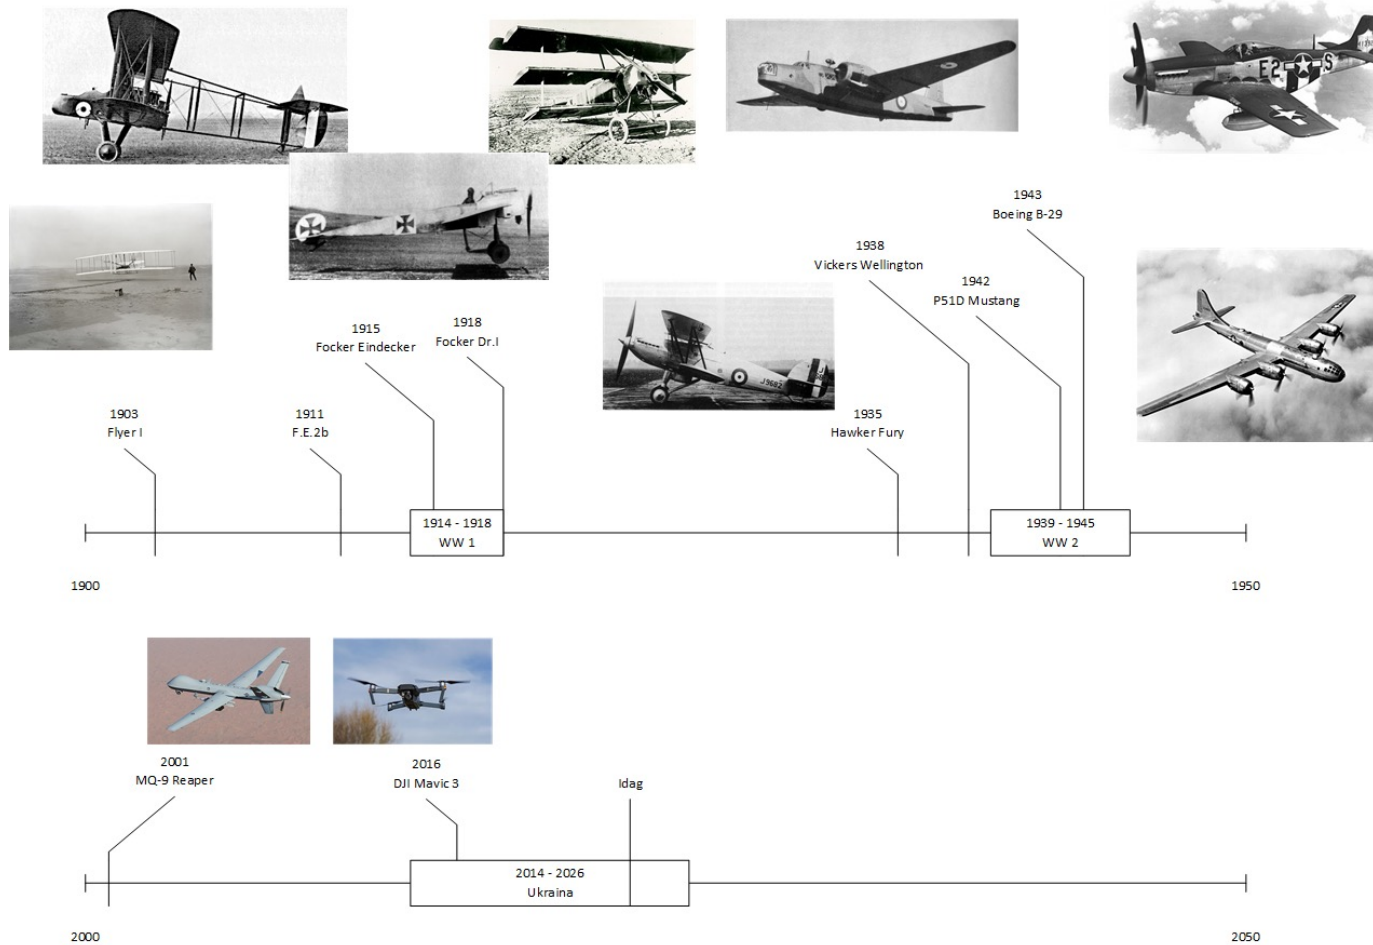 E2
S
1943
Boeing B-29
1938
Vickers Wellington
1942
P51D Mustang
1915
Focker Eindecker
1918
Focker Dr.I
J9682
1903
Flyer I
1911
F.E.2b
1935
Hawker Fury
1914 - 1918
WW 1
1939 - 1945
WW 2
1900
1950
2001
MQ-9 Reaper
2016
DJI Mavic 3
Idag
2014 - 2026
Ukraina
2000
2050